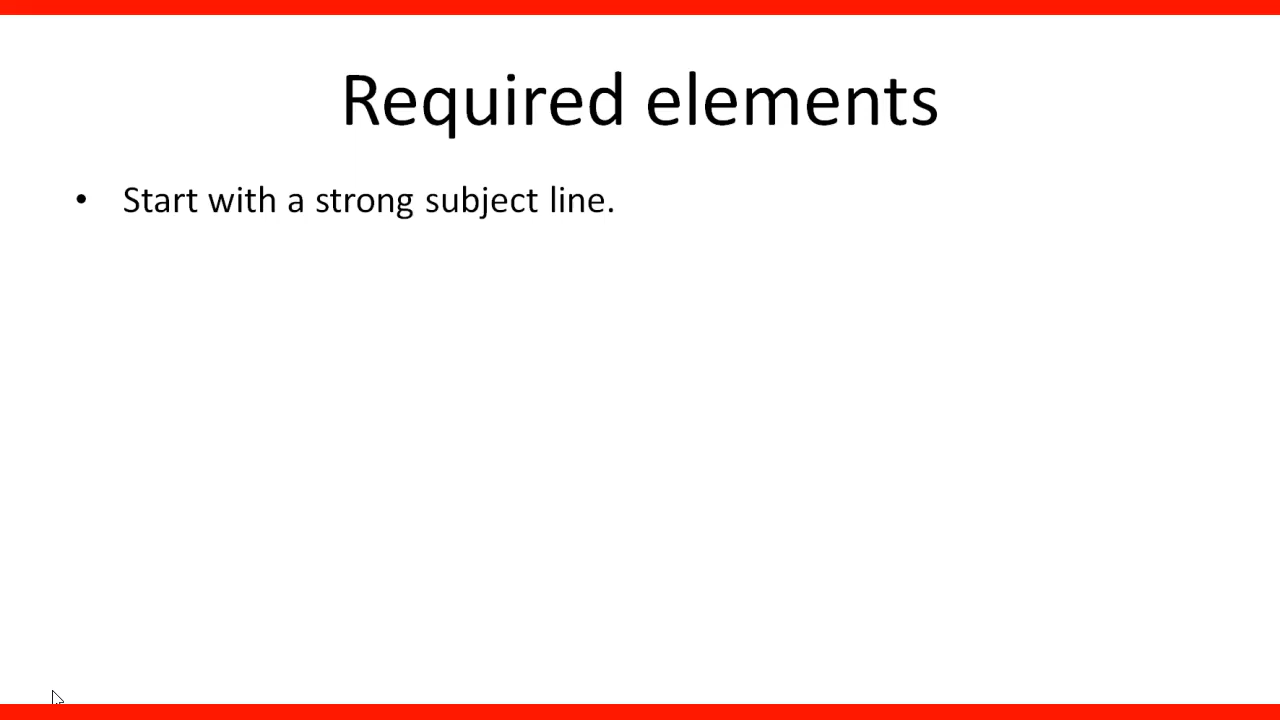 Required elements
• Start with a strong subject line.